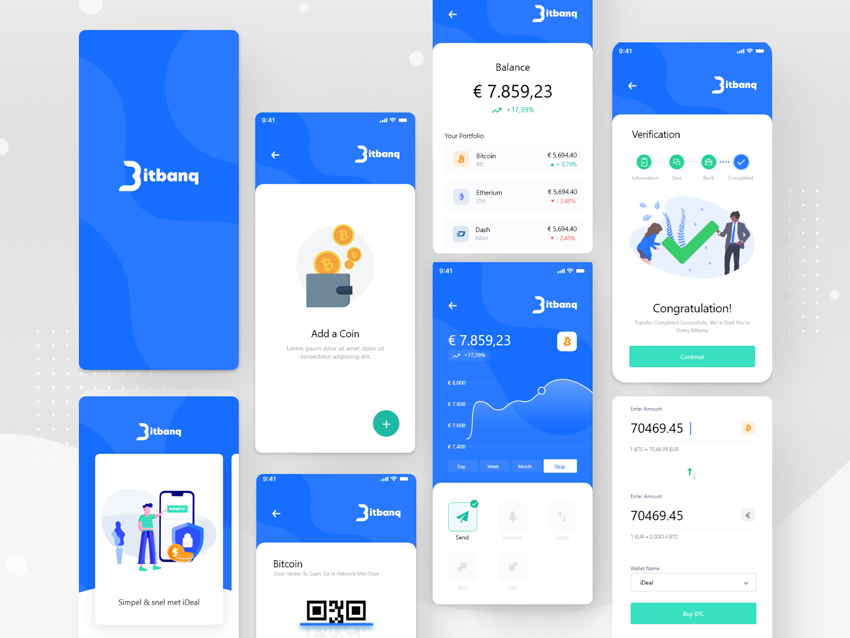 Bitbanq
Bitbanq
Simpel & snel met iDeal
9:41
Bitbanq
Add a Coin
Lorem ipsum dolor sit amet, dolor sit
consectetur adipiscing elit.
+
9:41
Bitbanq
Bitcoin
Door Verder Te Gaan, Ga Je Akkoord Met Onze
Bitbanq
Balance
€ 7.859,23
+17,39%
Your Portfolio
Bitcoin € 5,694.40
BTC + 0.79%
Etherium € 5,694.40
ETH - 2.48%
Dash € 5,694.40
DASH - 2.48%
9:41
Bitbanq
€ 7.859,23
+17,39%
€ 8.000
€ 7.800
€ 7.600
€ 7.400
Day Week Month Year
Send Receive Swap
Buy Sell
9:41
Bitbanq
Verification
Information Sms Bank Completed
Congratulation!
Transfer Completed Successfully, We're Glad You're
Using Bitbanq
Continue
Enter Amount
70469.45
1 BTC = 70,46.95 EUR
Enter Amount
70469.45 €
1 EUR = 0.00014 BTC
Wallet Name
iDeal
Buy BTC